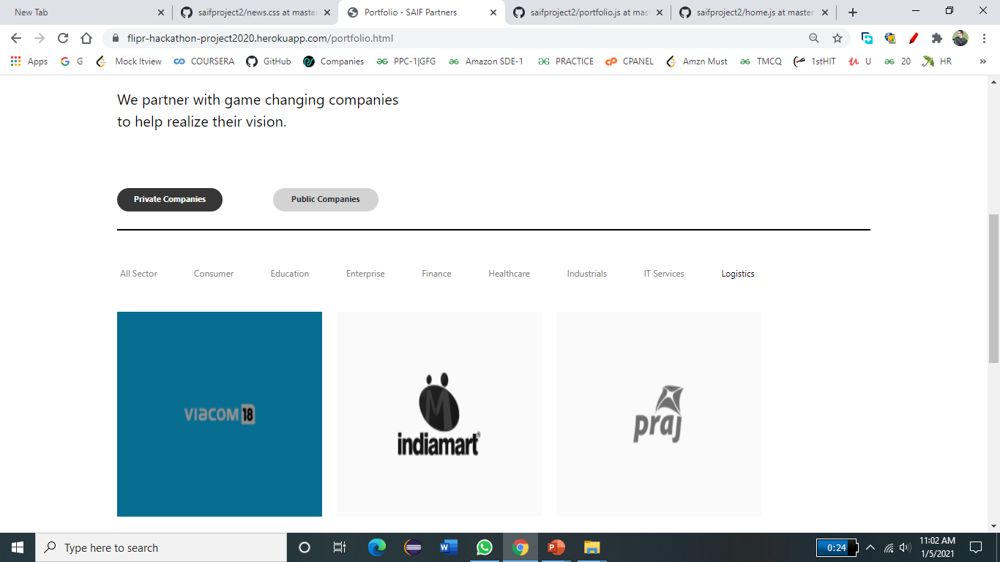 New Tab
saifproject2/news.css at master
Portfolio - SAIF Partners
saifproject2/portfolio.js at mas
saifproject2/home.js at master
flipr-hackathon-project2020.herokuapp.com/portfolio.html
Apps G Mock Itview COURSERA GitHub Companies PPC-1|GFG Amazon SDE-1 PRACTICE CPANEL Amzn Must TMCQ 1stHIT U 20 HR »
We partner with game changing companies
to help realize their vision.
Private Companies Public Companies
All Sector Consumer Education Enterprise Finance Healthcare Industrials IT Services Logistics
VIACOM 18
indiamart
praj
Type here to search
0:24
11:02 AM
1/5/2021